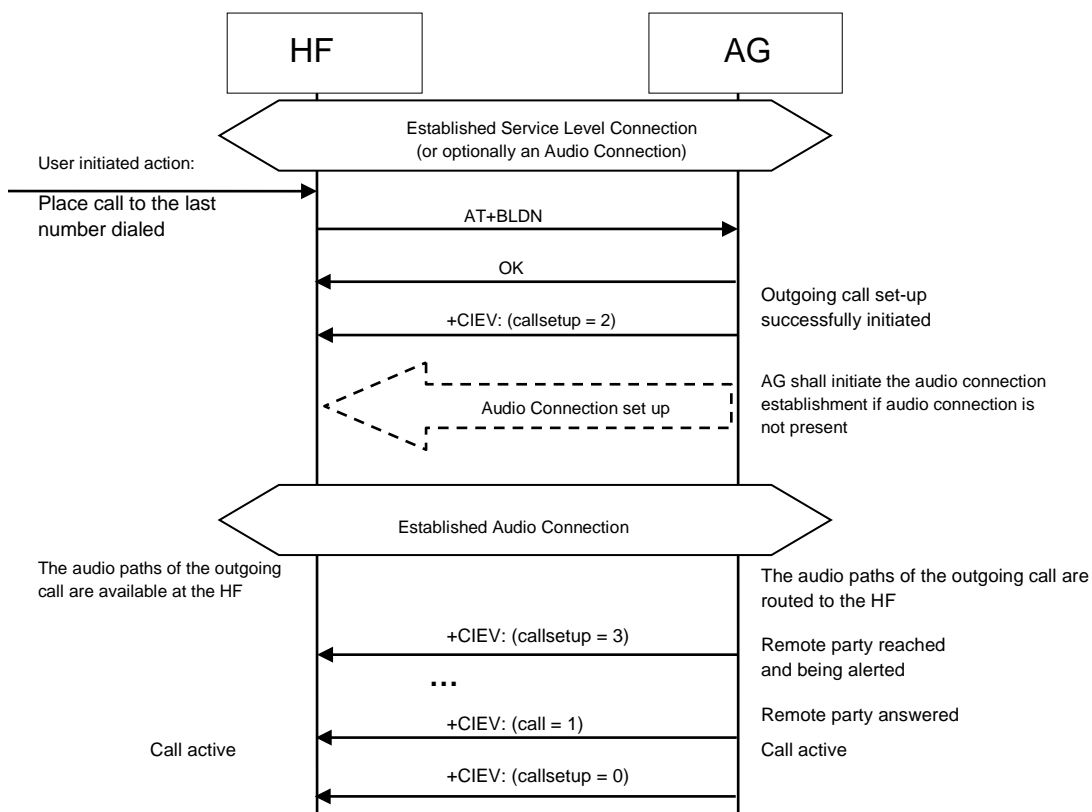 HF
AG
Established Service Level Connection
(or optionally an Audio Connection)
User initiated action:
Place call to the last
number dialed
AT+BLDN
OK
Outgoing call set-up
successfully initiated
+CIEV: (callsetup = 2)
AG shall initiate the audio connection
establishment if audio connection is
not present
Audio Connection set up
Established Audio Connection
The audio paths of the outgoing
call are available at the HF
The audio paths of the outgoing call are
routed to the HF
+CIEV: (callsetup = 3)
Remote party reached
and being alerted
...
+CIEV: (call = 1)
Remote party answered
Call active
Call active
+CIEV: (callsetup = 0)